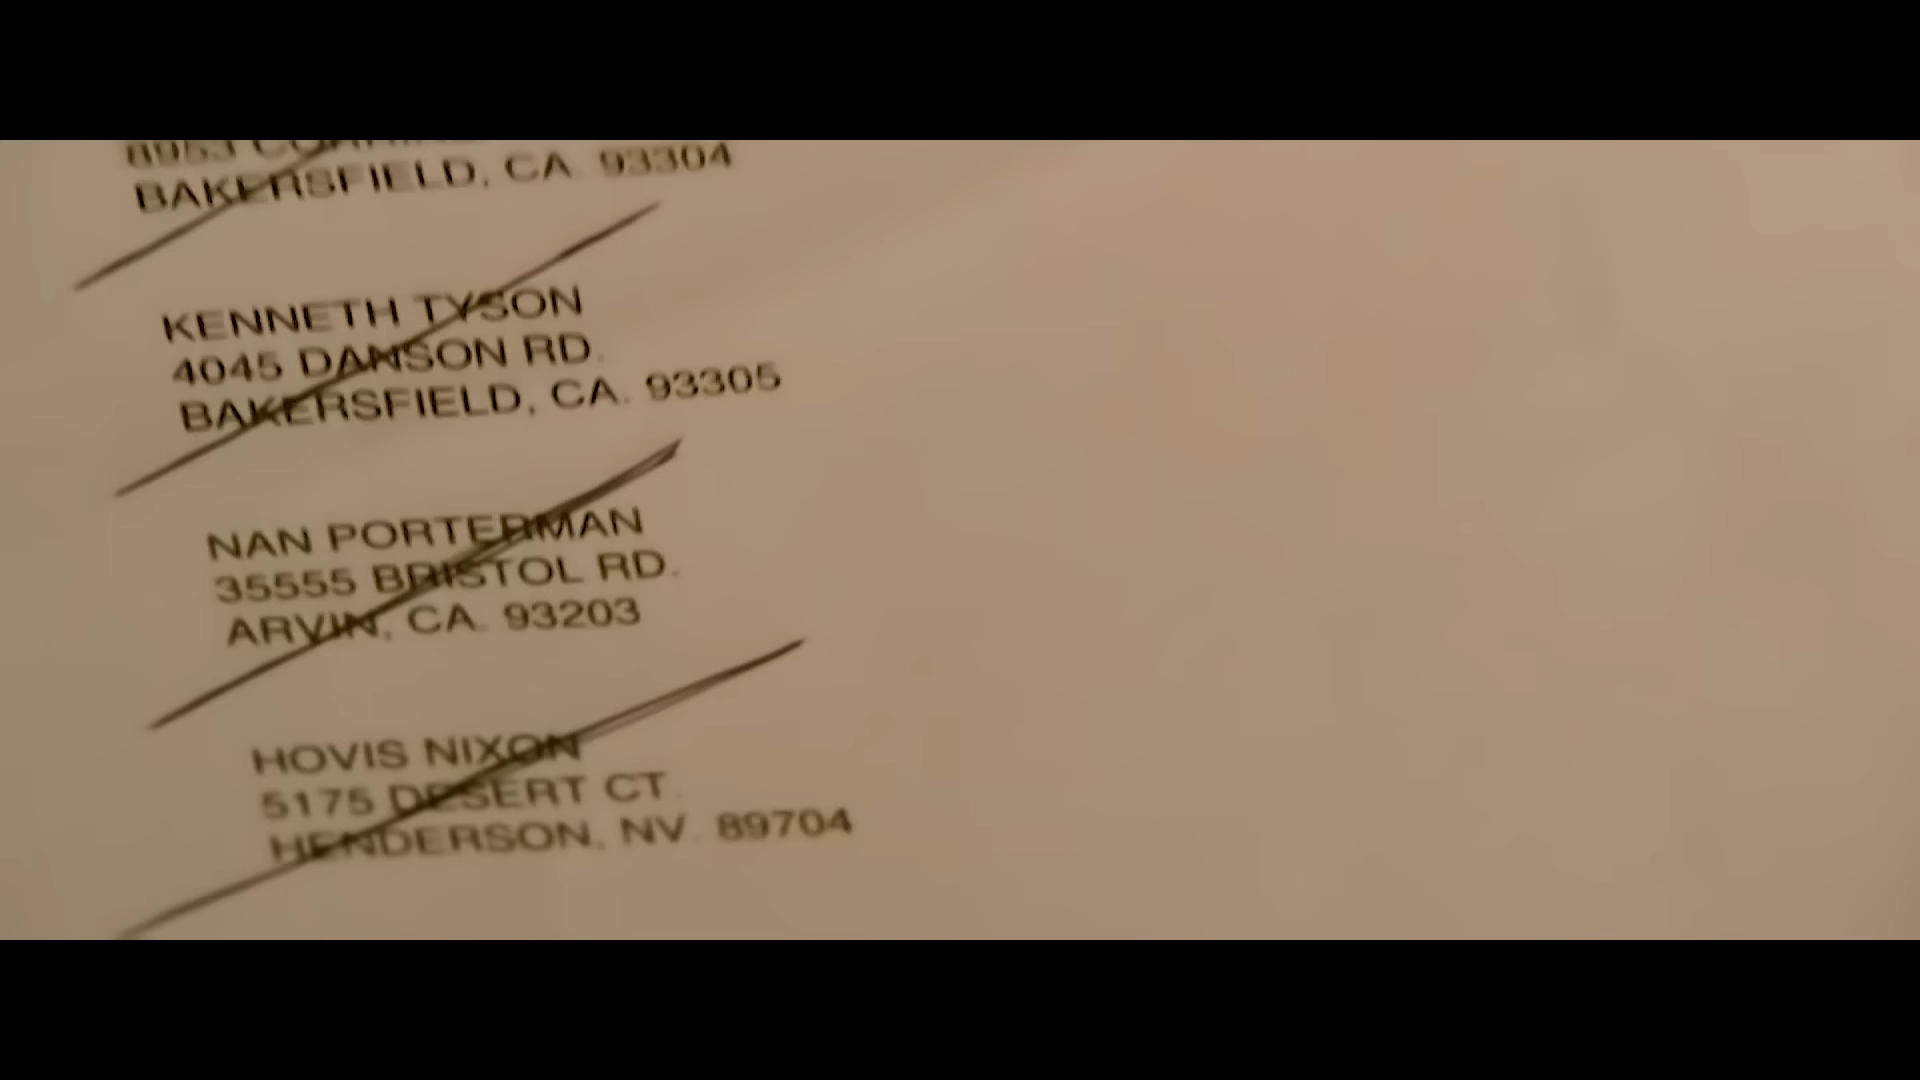 8953
BAKERSFIELD, CA. 93304
KENNETH TYSON
4045 DANSON RD.
BAKERSFIELD, CA. 93305
NAN PORTERMAN
35555 BRISTOL RD.
ARVIN, CA. 93203
HOVIS NIXON
5175 DESERT CT.
HENDERSON, NV. 89704